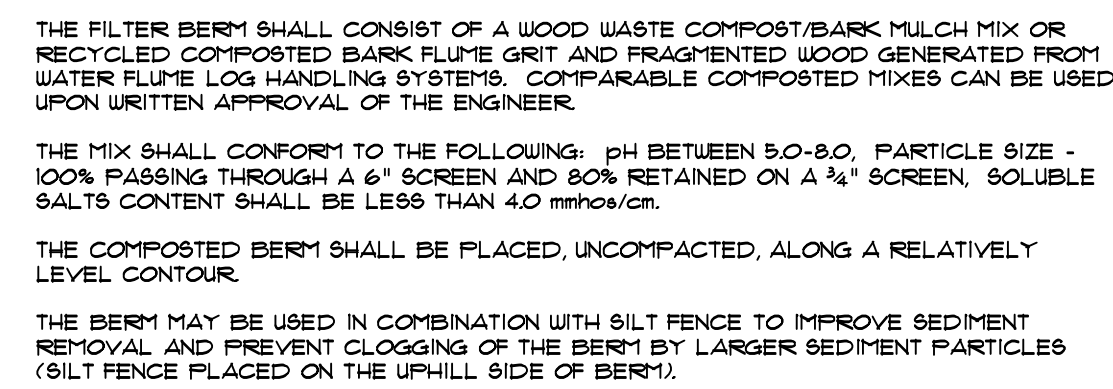 THE FILTER BERM SHALL CONSIST OF A WOOD WASTE COMPOST/BARK MULCH MIX OR
RECYCLED COMPOSTED BARK FLUME GRIT AND FRAGMENTED WOOD GENERATED FROM
WATER FLUME LOG HANDLING SYSTEMS. COMPARABLE COMPOSTED MIXES CAN BE USED
UPON WRITTEN APPROVAL OF THE ENGINEER.
THE MIX SHALL CONFORM TO THE FOLLOWING: pH BETWEEN 5.0-8.0, PARTICLE SIZE -
100% PASSING THROUGH A 6" SCREEN AND 80% RETAINED ON A ¾" SCREEN, SOLUBLE
SALTS CONTENT SHALL BE LESS THAN 4.0 mmhos/cm.
THE COMPOSTED BERM SHALL BE PLACED, UNCOMPACTED, ALONG A RELATIVELY
LEVEL CONTOUR.
THE BERM MAY BE USED IN COMBINATION WITH SILT FENCE TO IMPROVE SEDIMENT
REMOVAL AND PREVENT CLOGGING OF THE BERM BY LARGER SEDIMENT PARTICLES
(SILT FENCE PLACED ON THE UPHILL SIDE OF BERM).